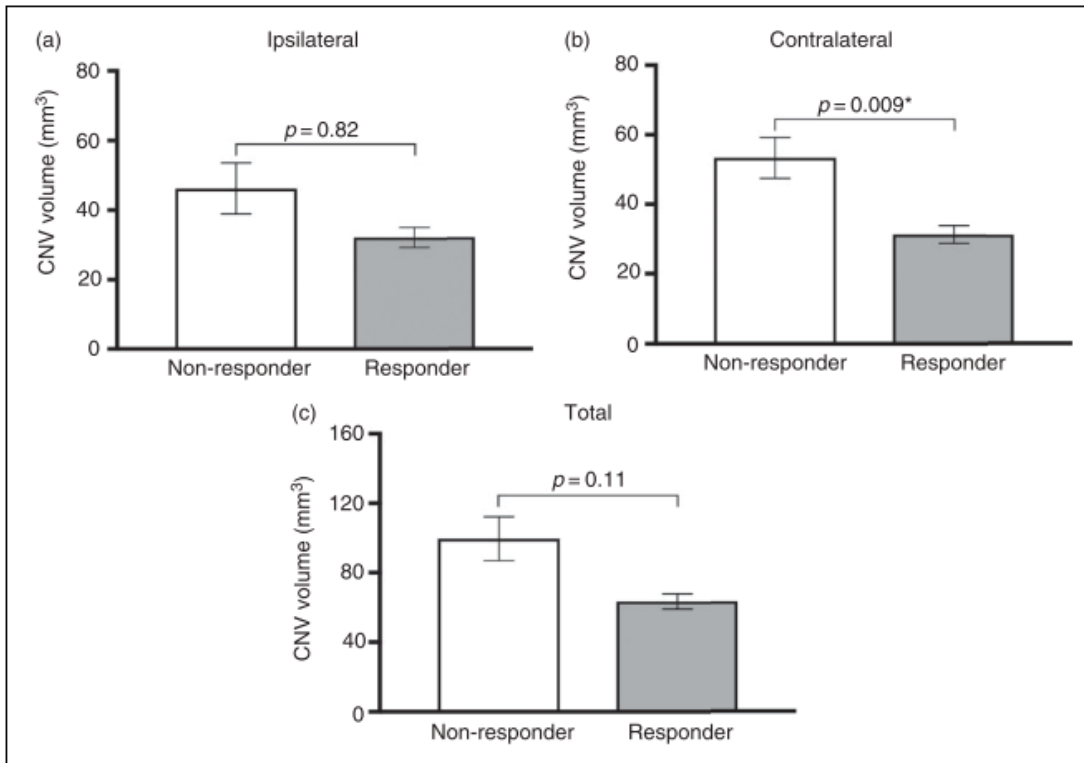 (a) Ipsilateral
CNV volume (mm³)
80
60
40
20
0
p = 0.82
Non-responder Responder
(b) Contralateral
CNV volume (mm³)
80
60
40
20
0
p = 0.009*
Non-responder Responder
(c) Total
CNV volume (mm³)
160
120
80
40
0
p = 0.11
Non-responder Responder